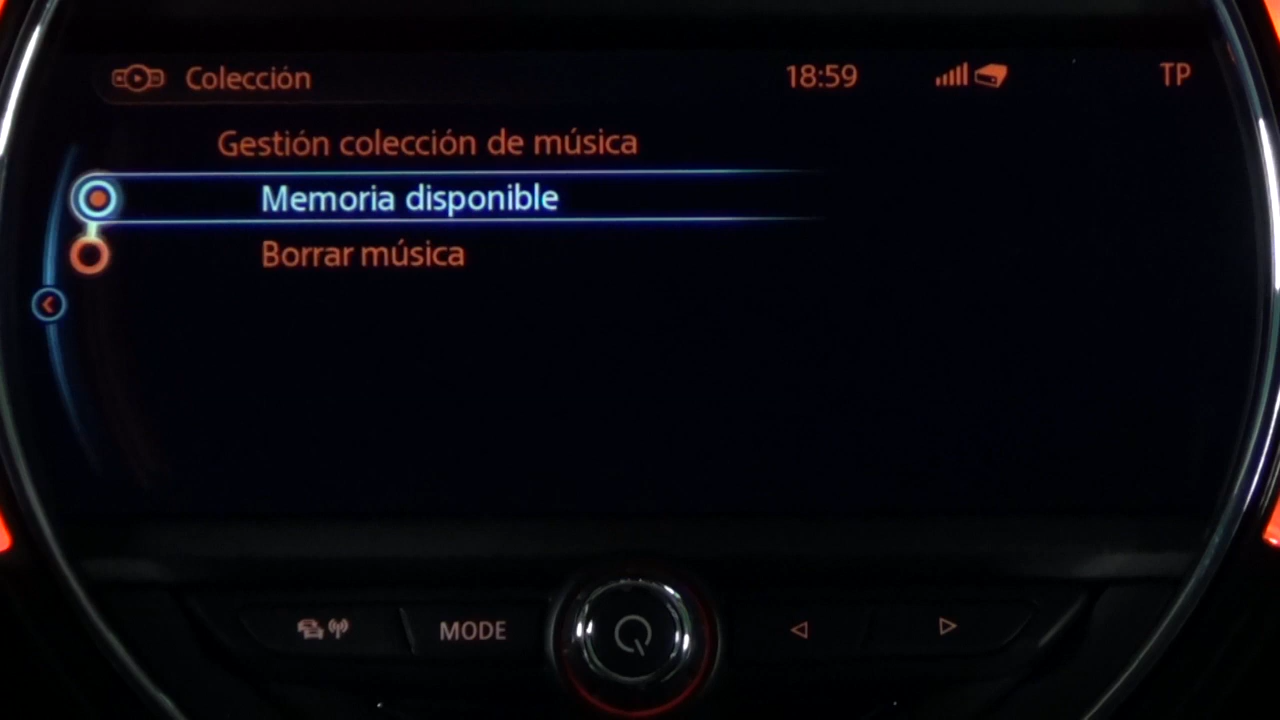 Colección 18:59 TP
Gestión colección de música
Memoria disponible
Borrar música
MODE